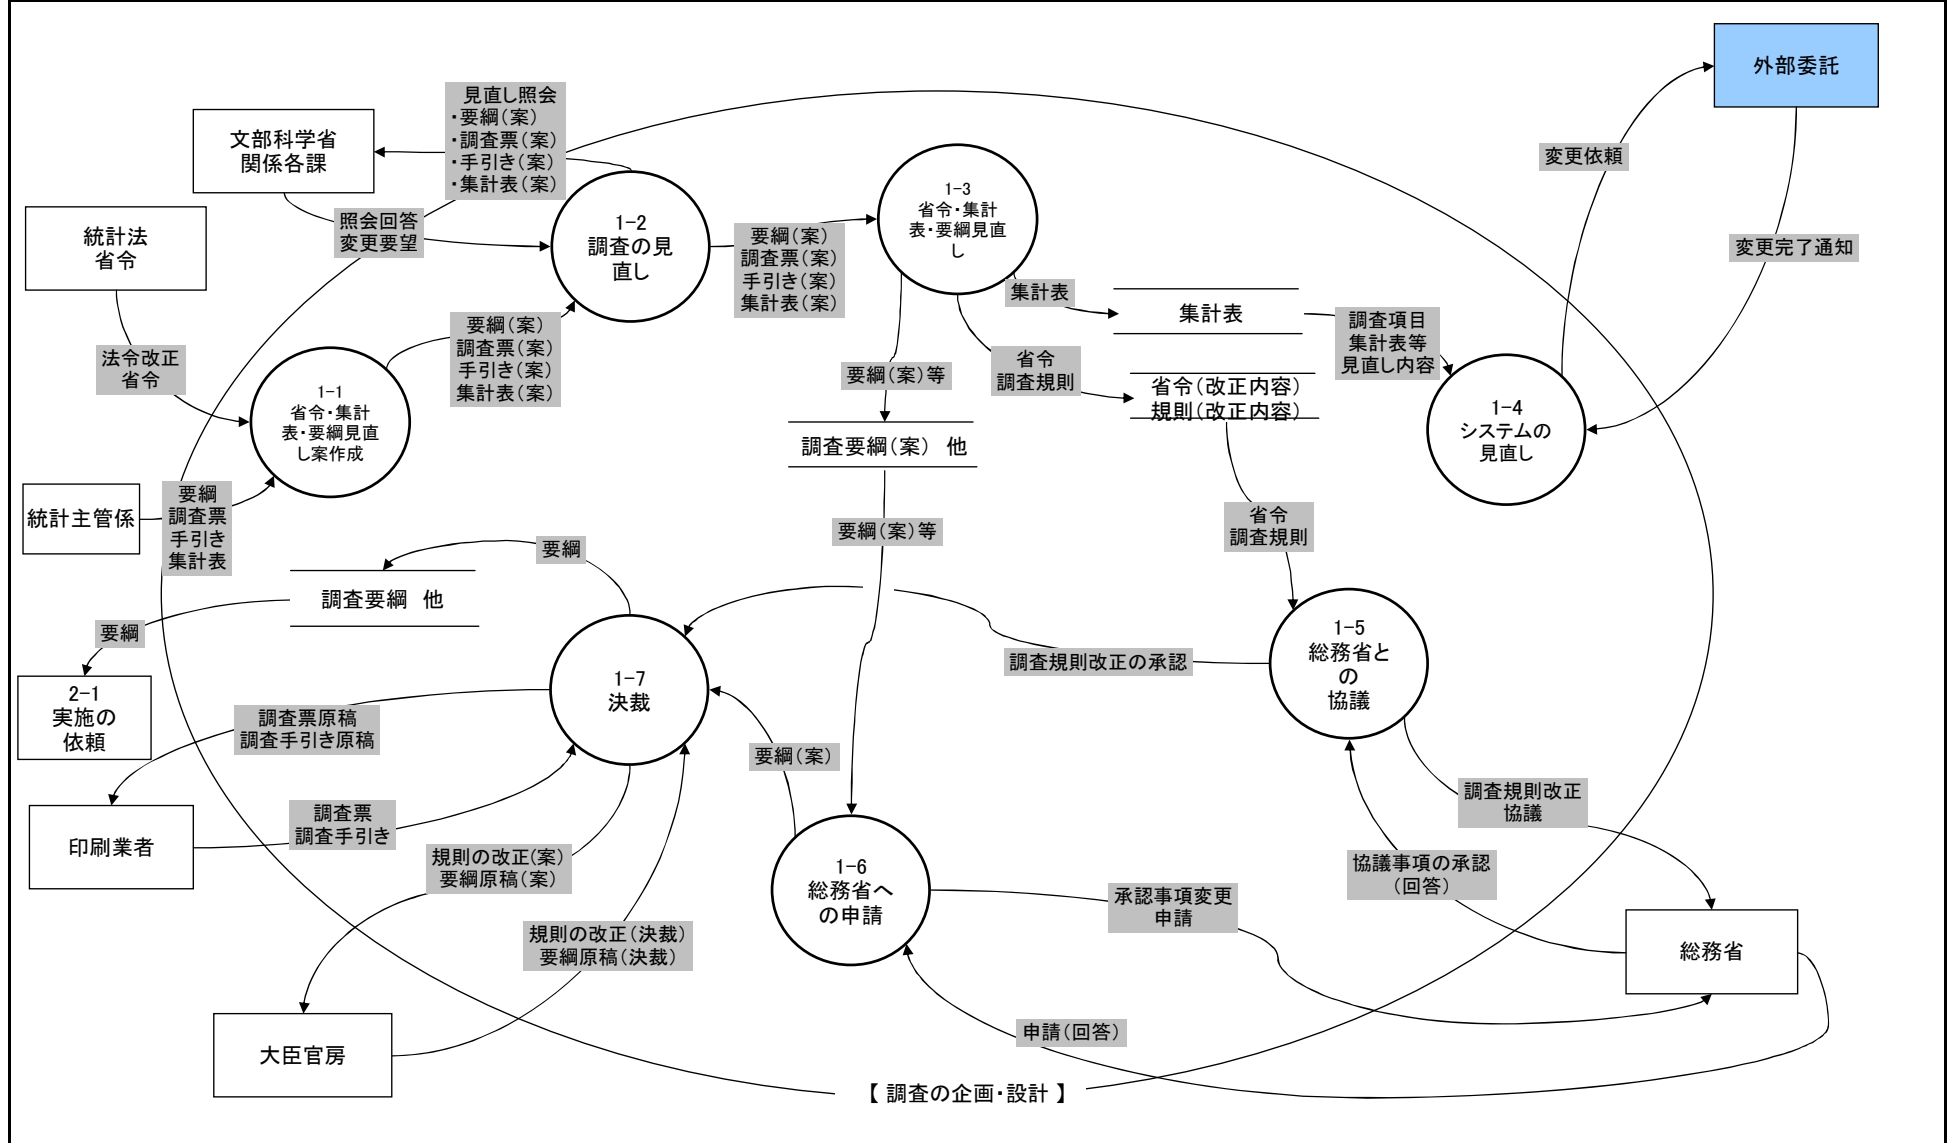 外部委託
見直し照会
・要綱(案)
・調査票(案)
・手引き(案)
・集計表(案)
文部科学省
関係各課
変更依頼
1-3
省令・集計
表・要綱見直
し
照会回答
変更要望
1-2
調査の見
直し
要綱(案)
調査票(案)
手引き(案)
集計表(案)
統計法
省令
変更完了通知
集計表
集計表
調査項目
集計表等
見直し内容
要綱(案)
調査票(案)
手引き(案)
集計表(案)
法令改正
省令
1-1
省令・集計
表・要綱見直
し案作成
要綱(案)等
省令
調査規則
省令(改正内容)
規則(改正内容)
1-4
システムの
見直し
調査要綱(案) 他
統計主管係
要綱
調査票
手引き
集計表
要綱(案)等
省令
調査規則
要綱
調査要綱 他
要綱
1-5
総務省と
の
協議
調査規則改正の承認
1-7
決裁
2-1
実施の
依頼
調査票原稿
調査手引き原稿
要綱(案)
調査規則改正
協議
調査票
調査手引き
印刷業者
規則の改正(案)
要綱原稿(案)
1-6
総務省へ
の申請
協議事項の承認
(回答)
承認事項変更
申請
規則の改正(決裁)
要綱原稿(決裁)
総務省
申請(回答)
大臣官房
【 調査の企画・設計 】